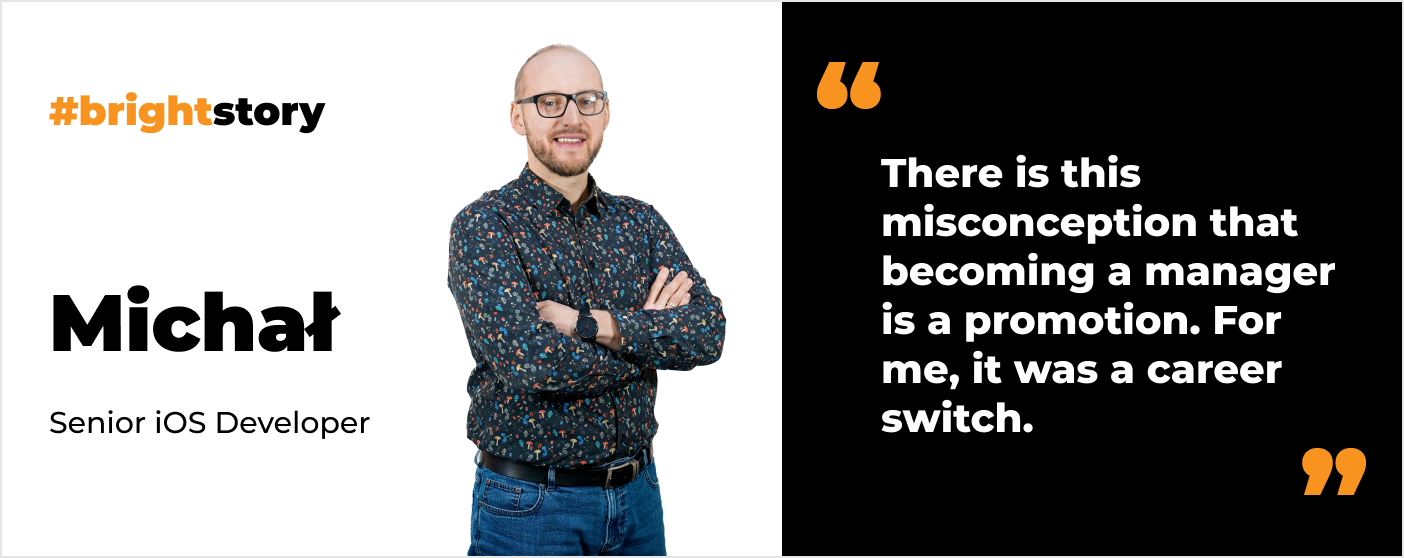 #brightstory
Michał
Senior iOS Developer
“
There is this
misconception that
becoming a manager
is a promotion. For
me, it was a career
switch.
”